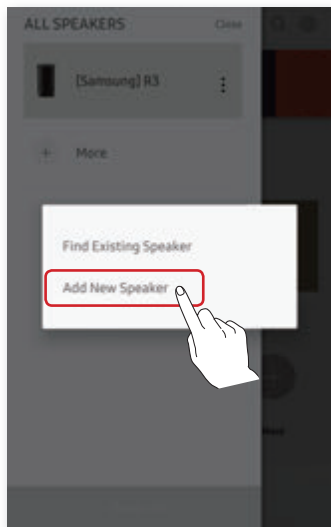 ALL SPEAKERS Close
[Samsung] R3
+ More
Find Existing Speaker
Add New Speaker